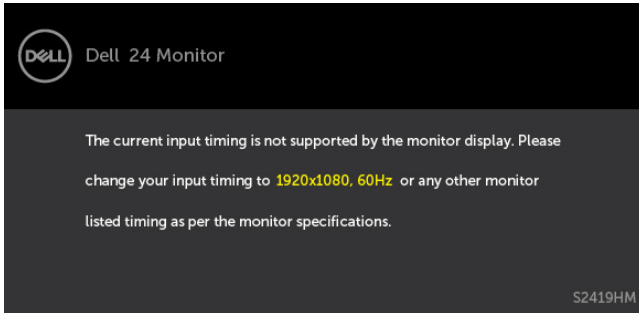 DELL
Dell 24 Monitor
The current input timing is not supported by the monitor display. Please
change your input timing to 1920x1080, 60Hz or any other monitor
listed timing as per the monitor specifications.
S2419HM